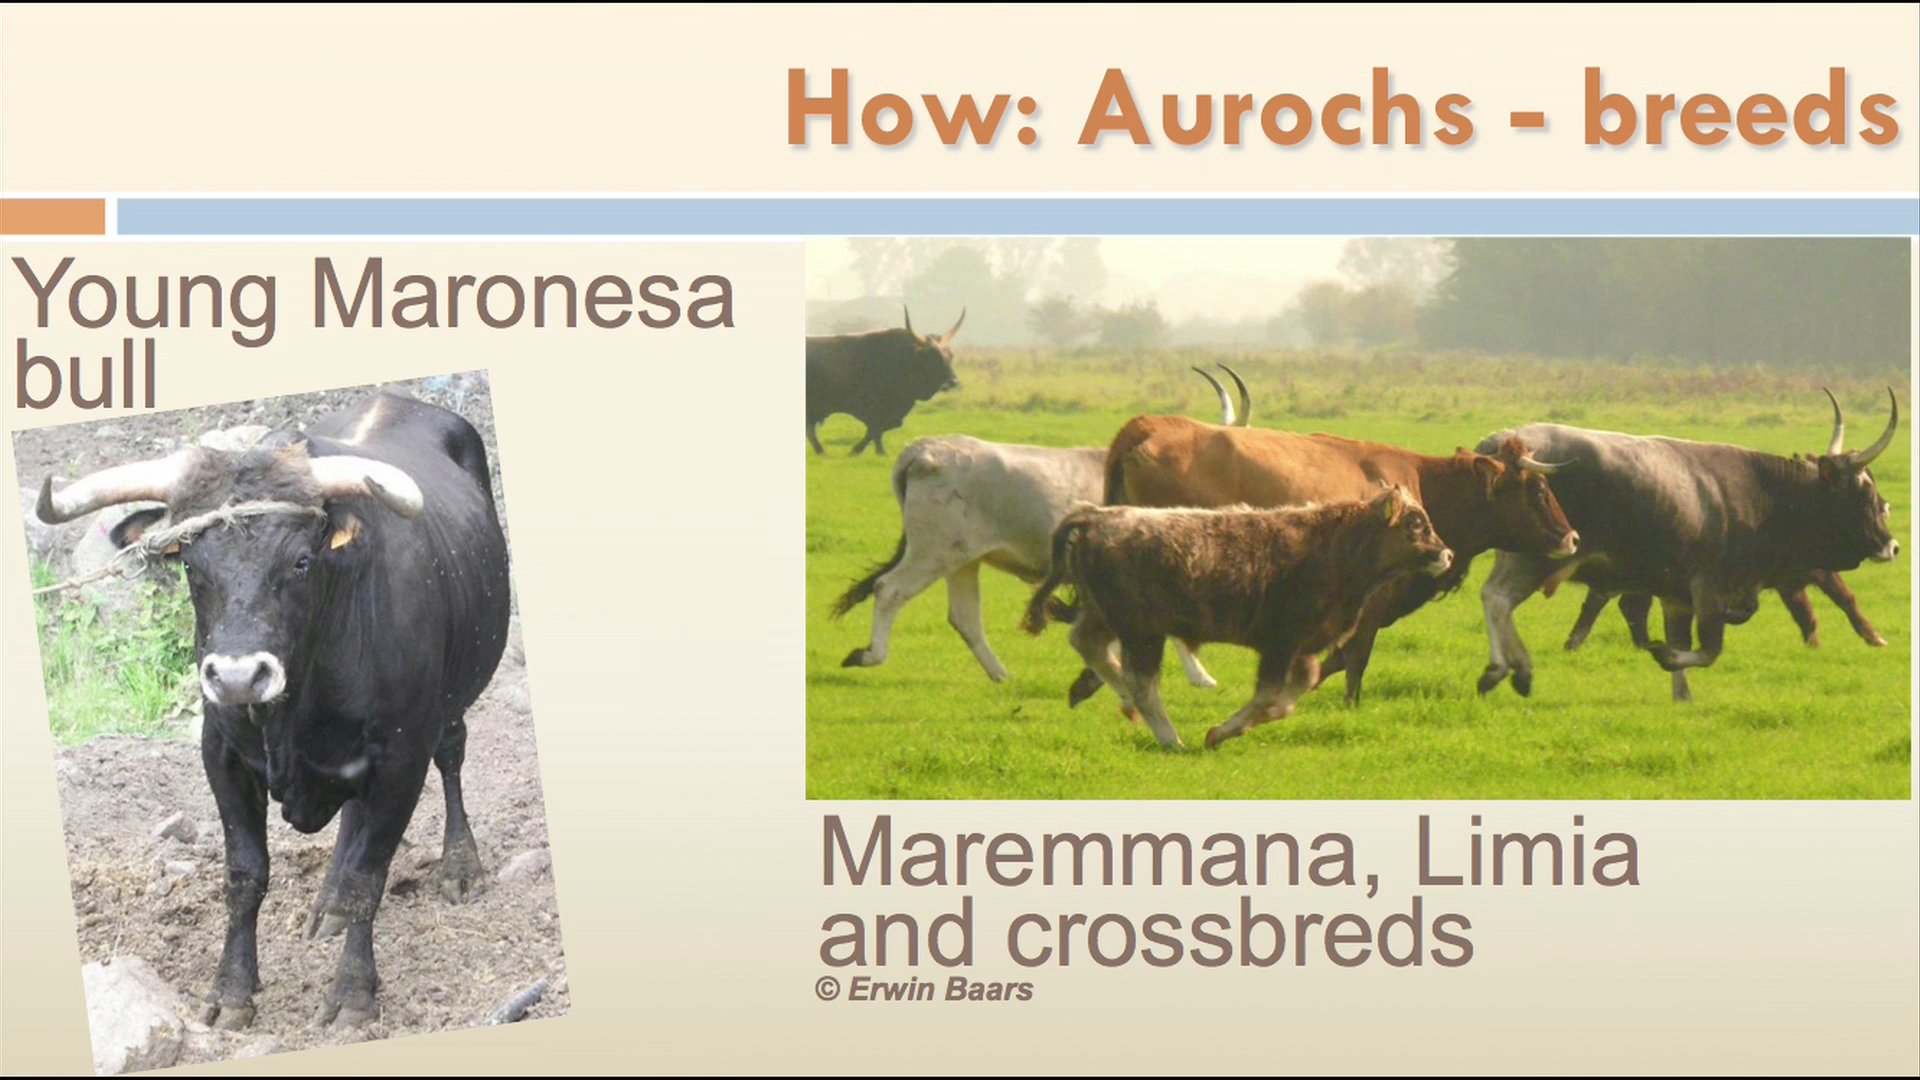 How: Aurochs - breeds
Young Maronesa
bull
Maremmana, Limia
and crossbreds
© Erwin Baars